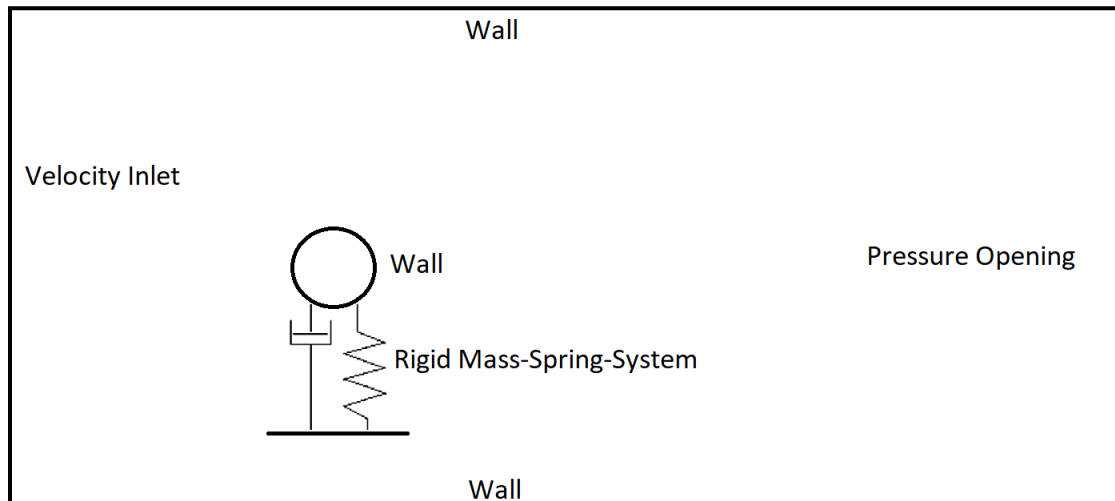 Wall
Velocity Inlet
Wall
Pressure Opening
Rigid Mass-Spring-System
Wall